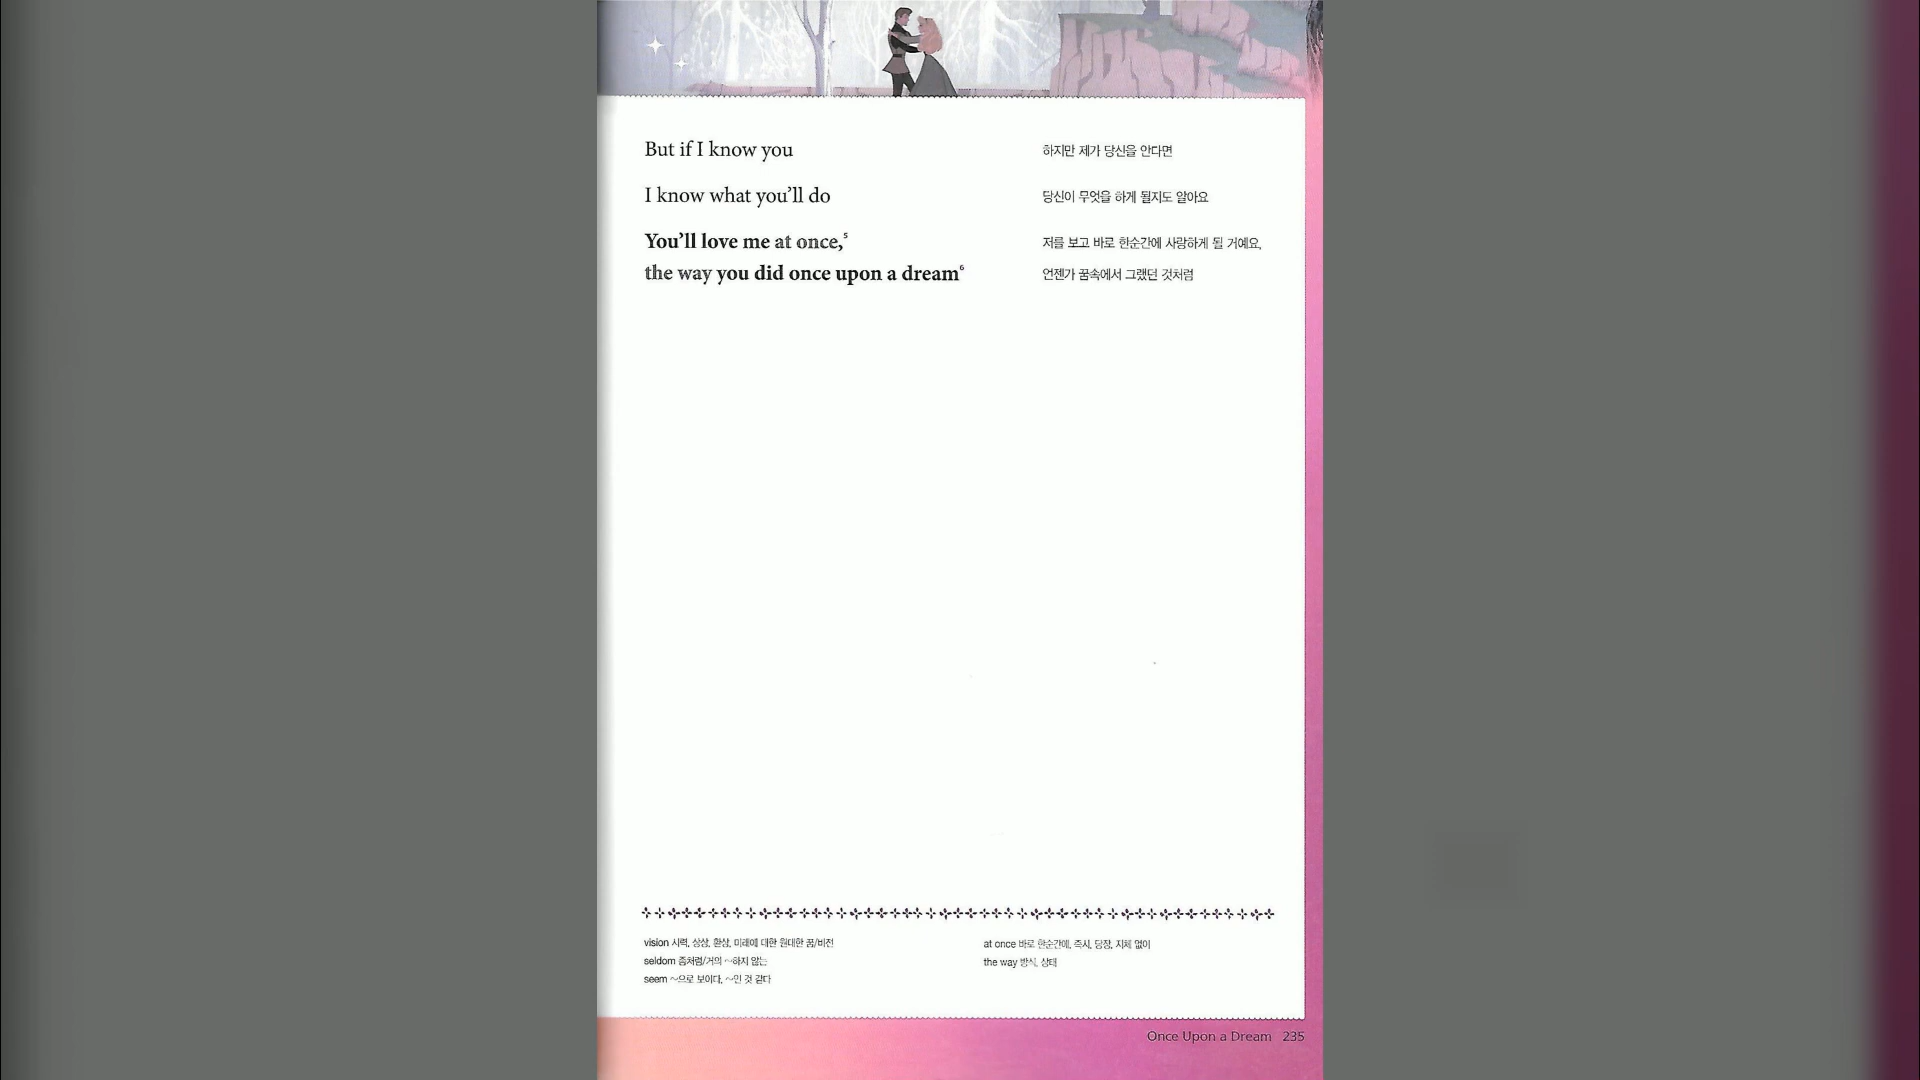 But if I know you
하지만 제가 당신을 안다면
I know what you'll do
당신이 무엇을 하게 될지도 알아요
You'll love me at once,⁵
저를 보고 바로 한순간에 사랑하게 될 거예요,
the way you did once upon a dream⁶
언젠가 꿈속에서 그랬던 것처럼
vision 시력, 상상, 환상, 미래에 대한 원대한 꿈/비전
seldom 좀처럼/거의 ~하지 않는
seem ~으로 보이다, ~인 것 같다
at once 바로 한순간에, 즉시, 당장, 지체 없이
the way 방식, 상태
Once Upon a Dream 235